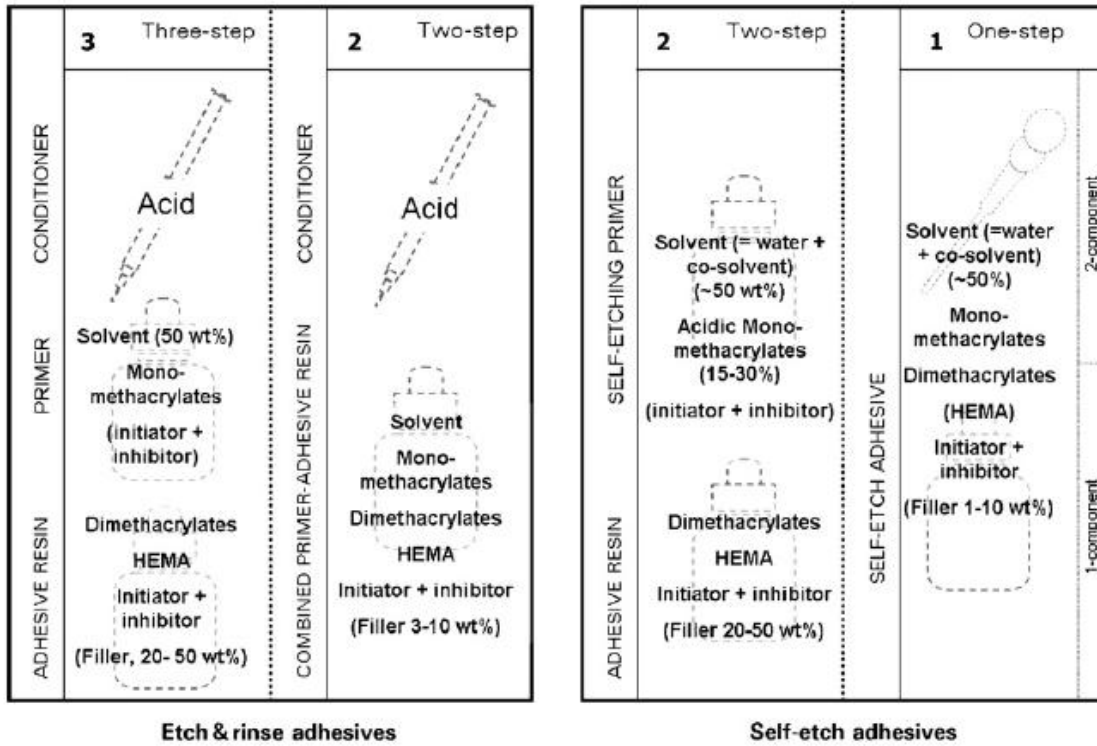 3 Three-step
CONDITIONER
Acid
PRIMER
Solvent (50 wt%)
Mono-
methacrylates
(initiator +
inhibitor)
ADHESIVE RESIN
Dimethacrylates
HEMA
Initiator +
inhibitor
(Filler, 20- 50 wt%)
2 Two-step
CONDITIONER
Acid
COMBINED PRIMER-ADHESIVE RESIN
Solvent
Mono-
methacrylates
Dimethacrylates
HEMA
Initiator + inhibitor
(Filler 3-10 wt%)
Etch & rinse adhesives
2 Two-step
SELF-ETCHING PRIMER
Solvent (= water +
co-solvent)
(~50 wt%)
Acidic Mono-
methacrylates
(15-30%)
(initiator + inhibitor)
ADHESIVE RESIN
Dimethacrylates
HEMA
Initiator + inhibitor
(Filler 20-50 wt%)
1 One-step
SELF-ETCH ADHESIVE
Solvent (=water
+ co-solvent)
(~50%)
Mono-
methacrylates
Dimethacrylates
(HEMA)
Initiator +
inhibitor
(Filler 1-10 wt%)
2-component
1-component
Self-etch adhesives